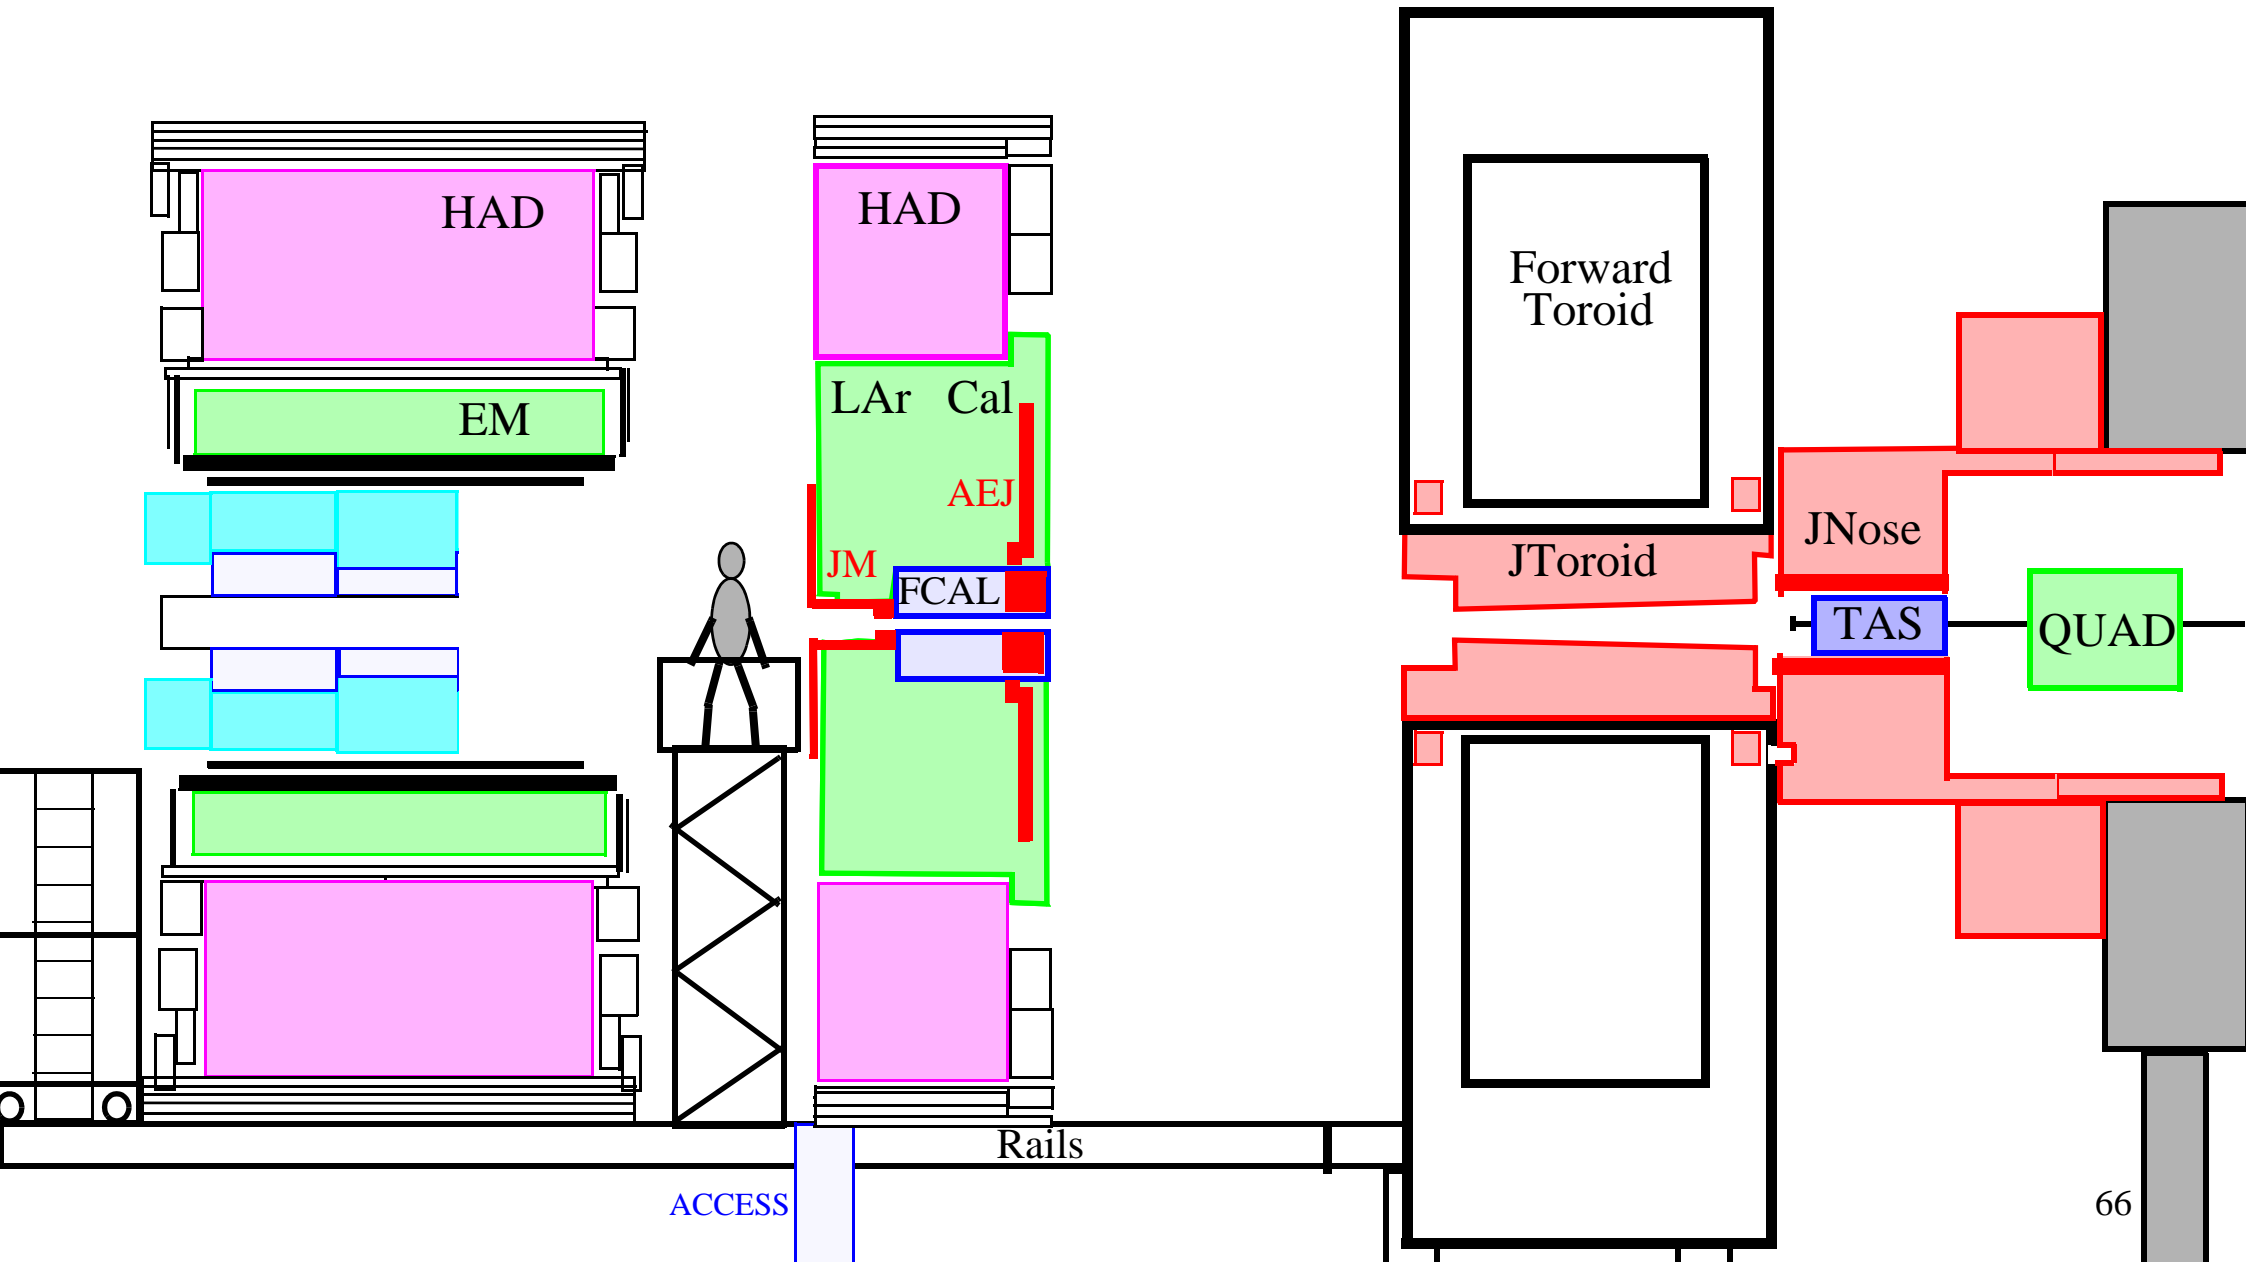 HAD
HAD
Forward
Toroid
LAr Cal
EM
AEJ
JNose
JM
JToroid
FCAL
TAS
QUAD
Rails
ACCESS
66